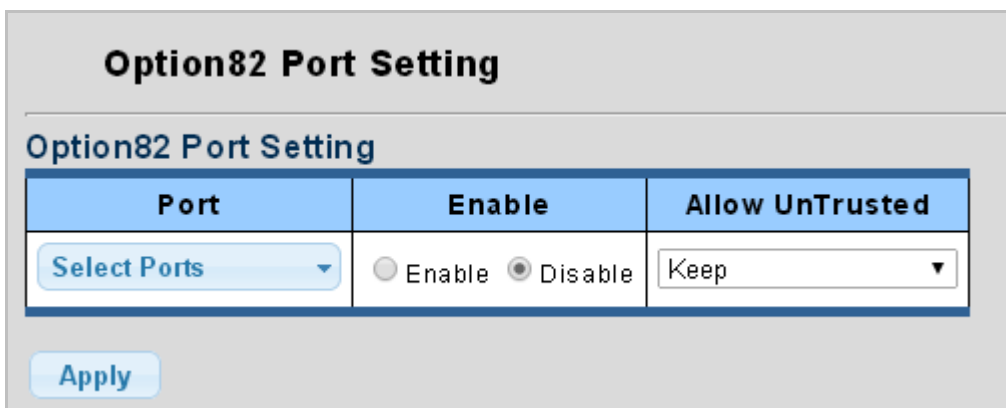 Option82 Port Setting
Option82 Port Setting
Port Enable Allow UnTrusted
Select Ports Enable Disable Keep
Apply